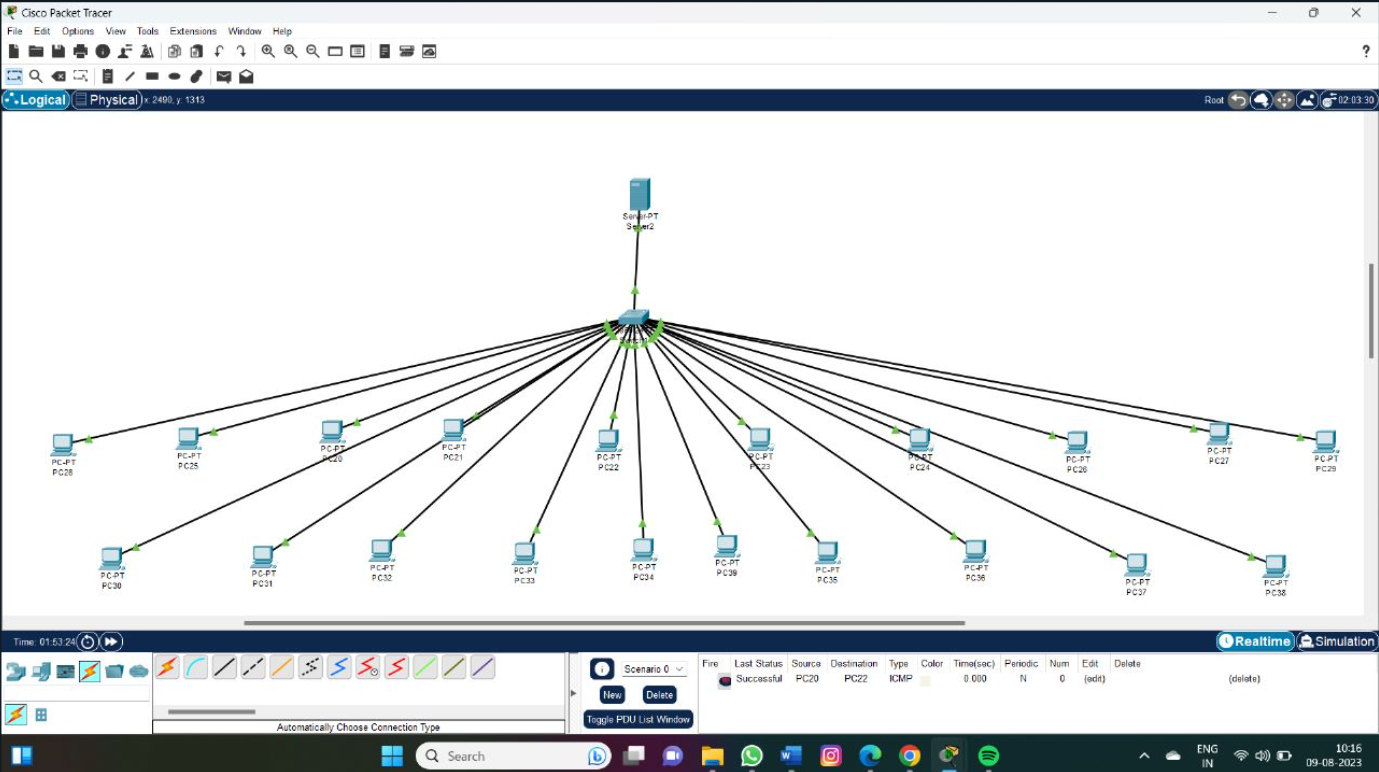 Cisco Packet Tracer
File Edit Options View Tools Extensions Window Help
?
Logical Physical x: 2490, y: 1313 Root 02:03:30
Server-PT
Server2
PC-PT
PC28
PC-PT
PC25
PC-PT
PC20
PC-PT
PC21
PC-PT
PC22
PC-PT
PC23
PC-PT
PC24
PC-PT
PC26
PC-PT
PC27
PC-PT
PC29
PC-PT
PC30
PC-PT
PC31
PC-PT
PC32
PC-PT
PC33
PC-PT
PC34
PC-PT
PC39
PC-PT
PC35
PC-PT
PC36
PC-PT
PC37
PC-PT
PC38
Time: 01:53:24 Realtime Simulation
Scenario 0
New Delete
Toggle PDU List Window
Fire Last Status Source Destination Type Color Time(sec) Periodic Num Edit Delete
Successful PC20 PC22 ICMP 0.000 N 0 (edit) (delete)
Automatically Choose Connection Type
Search
ENG
IN
10:16
09-08-2023